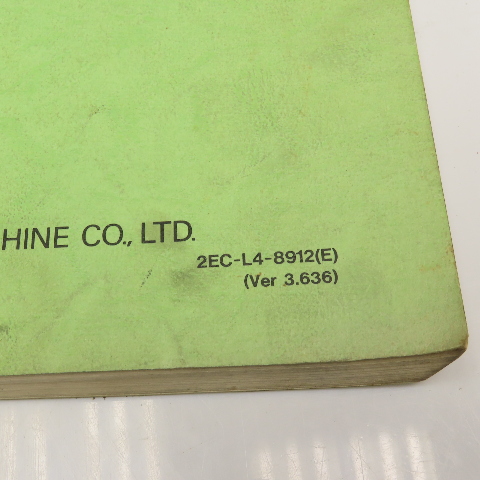 HINE CO., LTD.
2EC-L4-8912(E)
(Ver 3.636)